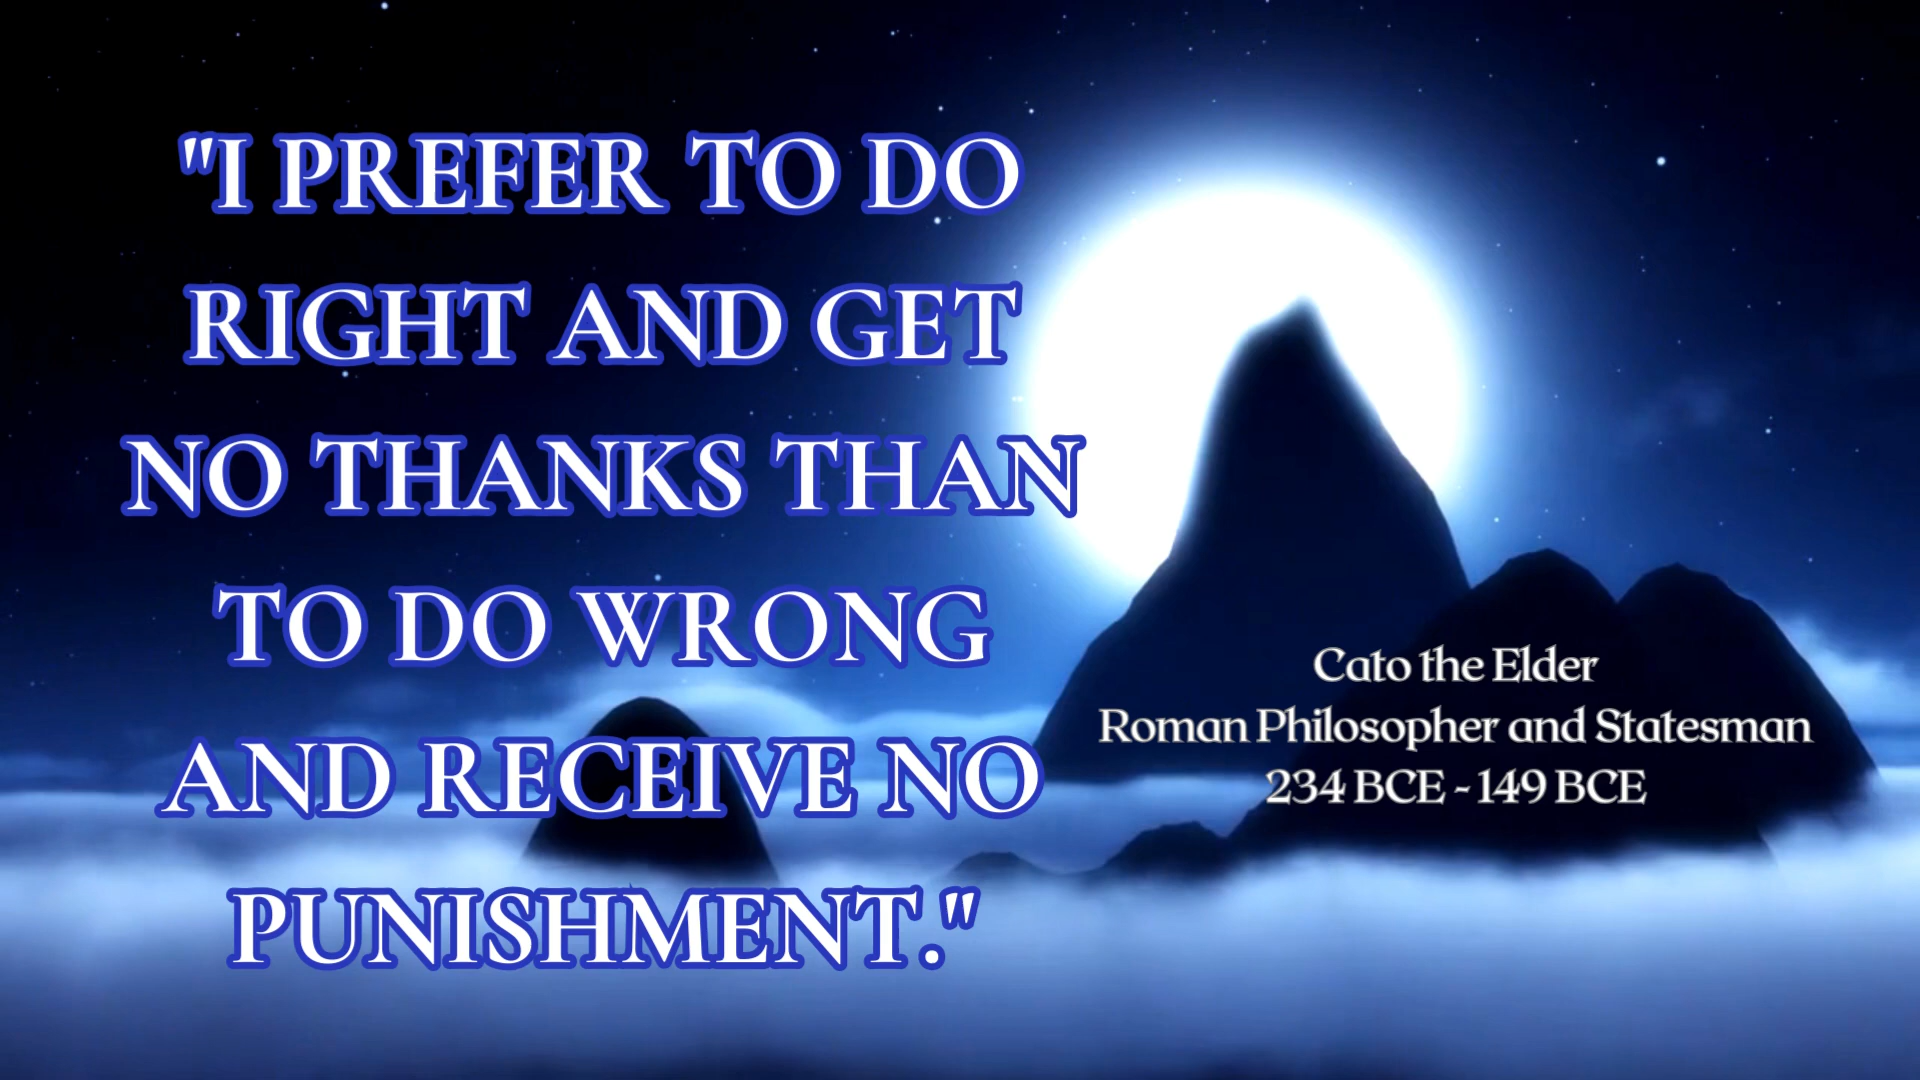 "I PREFER TO DO
RIGHT AND GET
NO THANKS THAN
TO DO WRONG
AND RECEIVE NO
PUNISHMENT."
Cato the Elder
Roman Philosopher and Statesman
234 BCE - 149 BCE